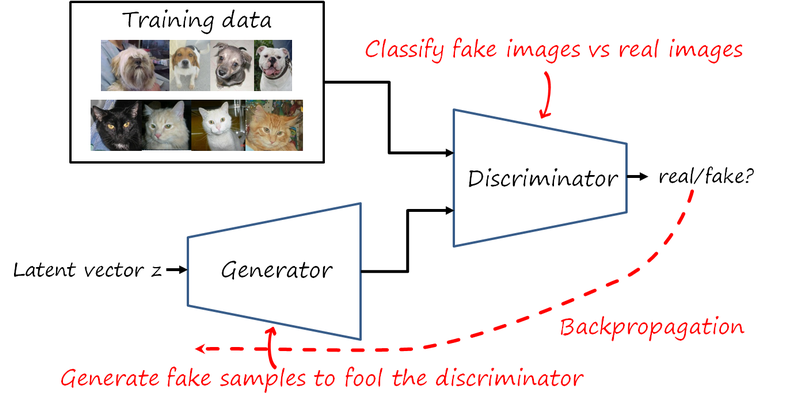 Training data
Classify fake images vs real images
Discriminator
real/fake?
Latent vector z
Generator
Backpropagation
Generate fake samples to fool the discriminator